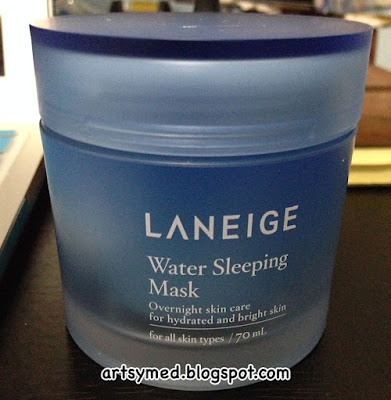 LANEIGE
Water Sleeping
Mask
Overnight skin care
for hydrated and bright skin
for all skin types / 70 mL
artsymed.blogspot.com